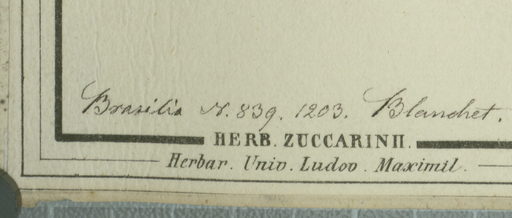 Brasilia N. 839. 1203. Blanchet.
HERB. ZUCCARINII.
Herbar. Univ. Ludov. Maximil.